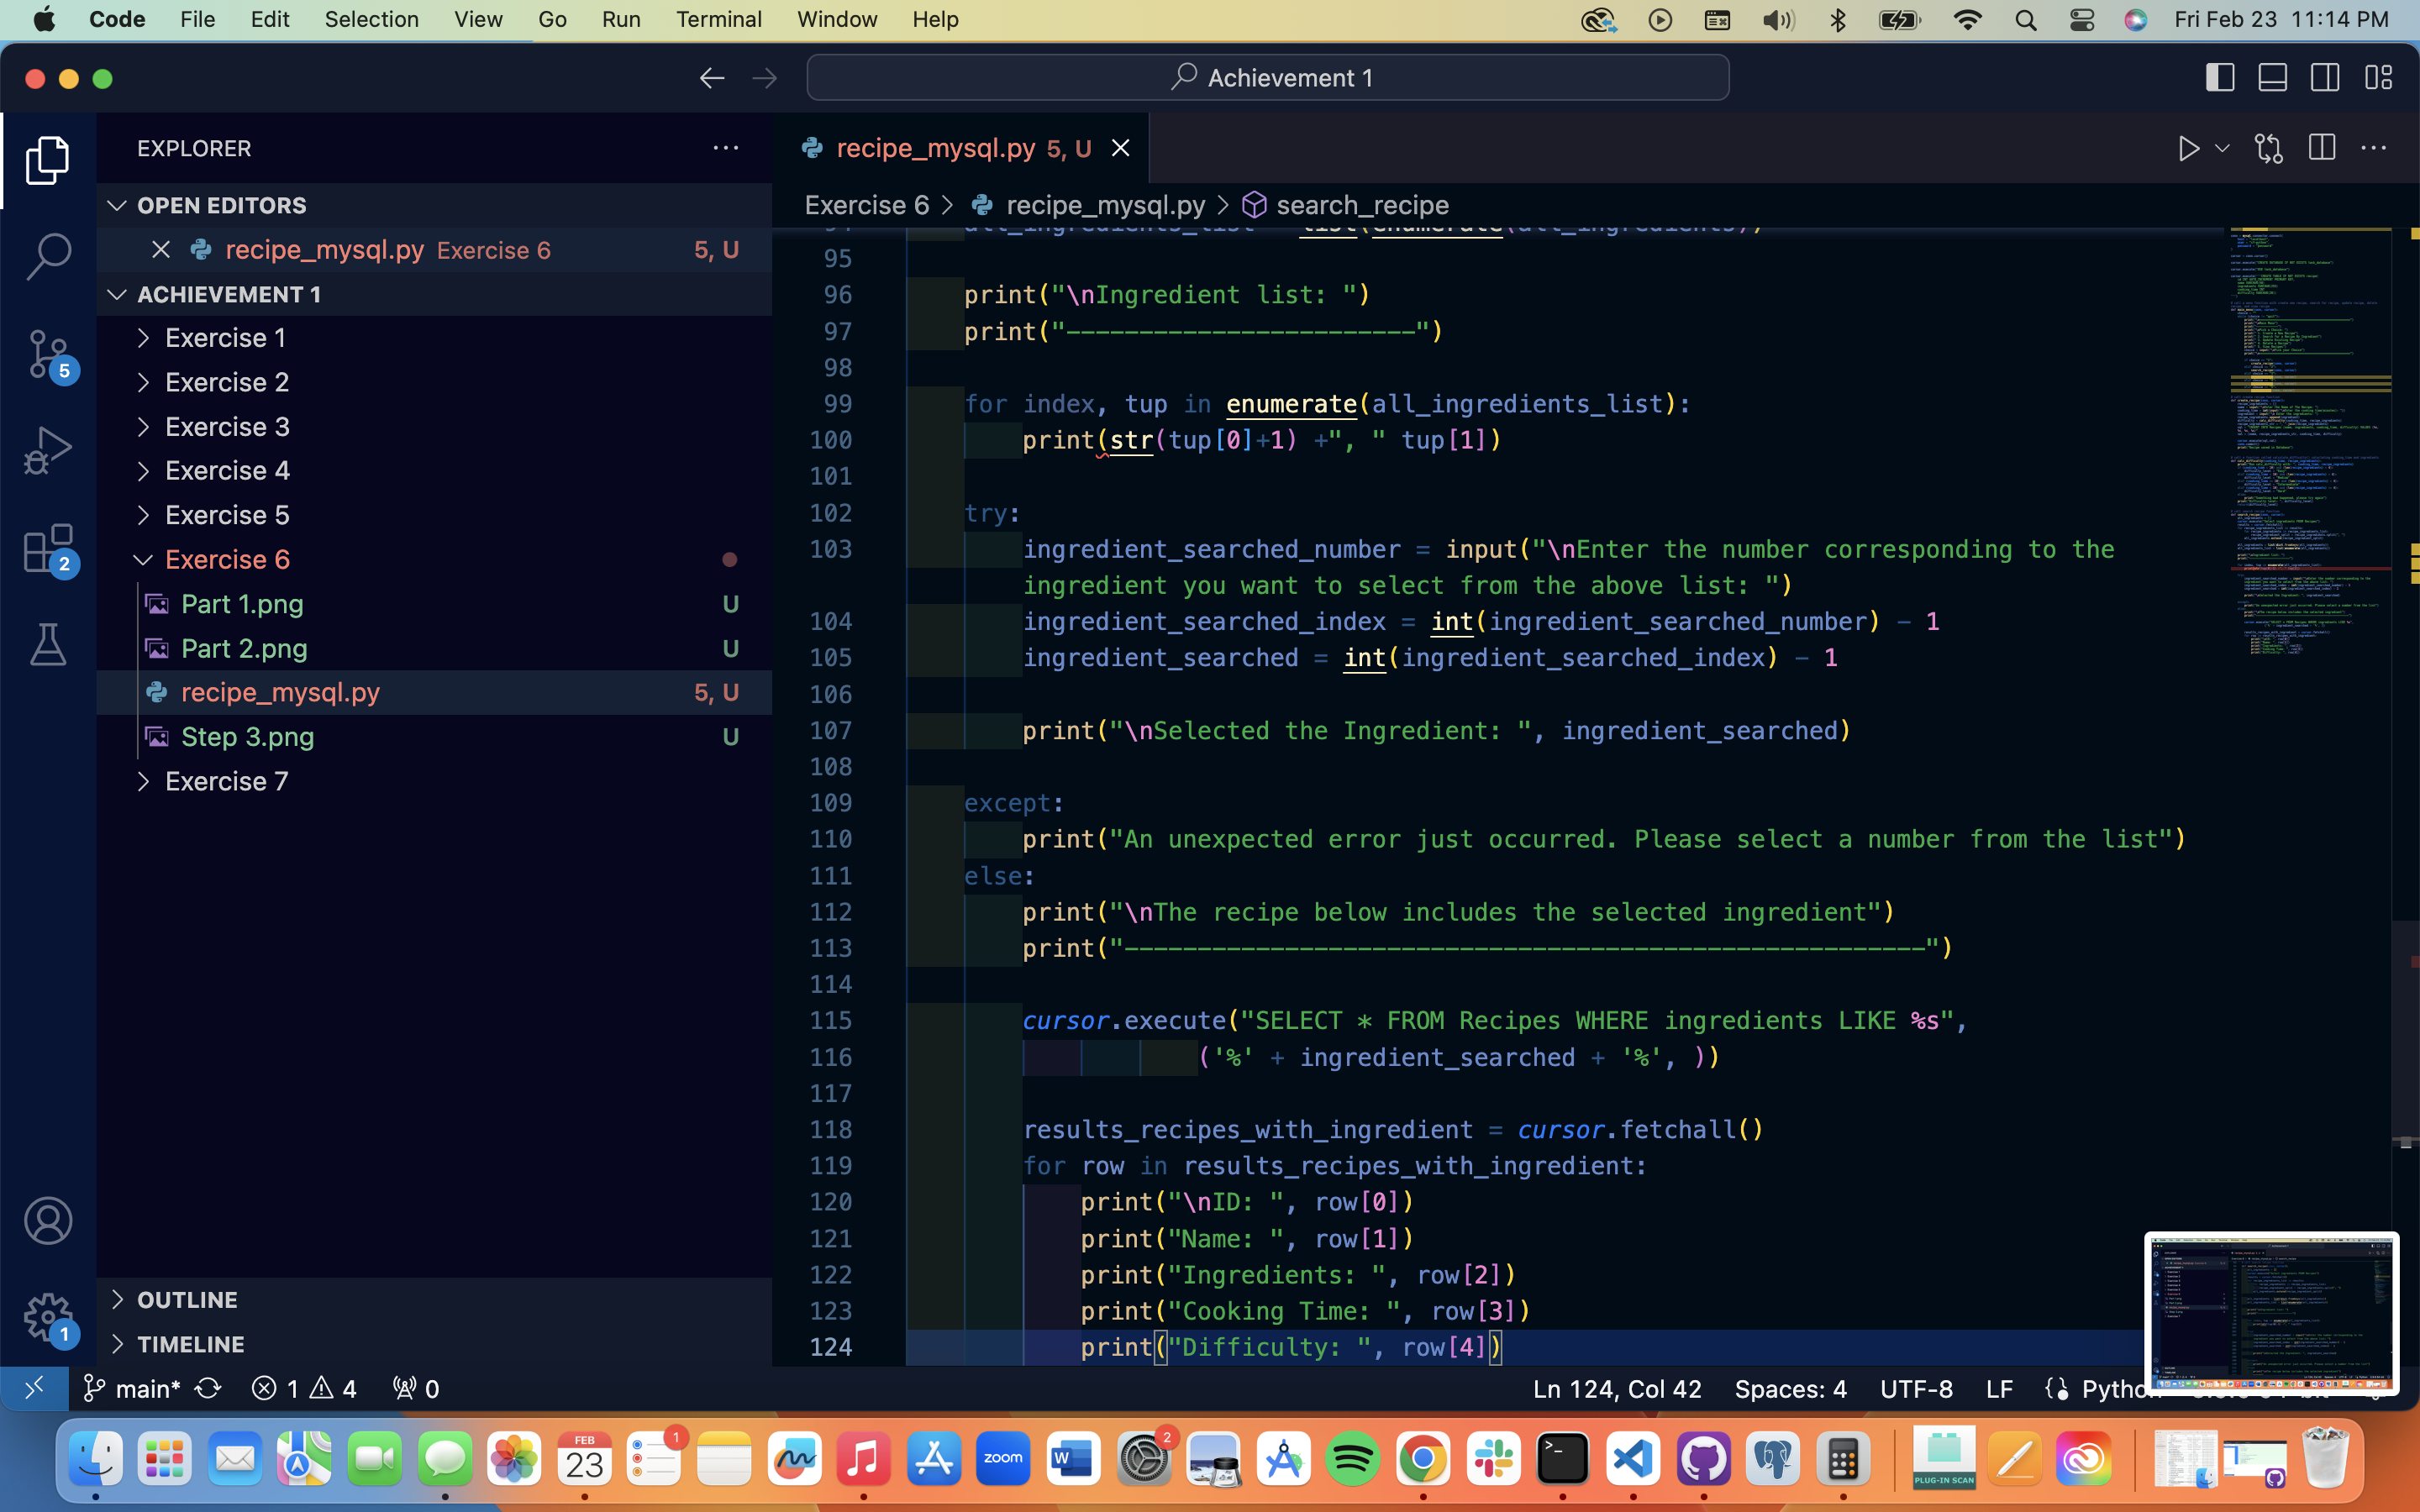 Code File Edit Selection View Go Run Terminal Window Help Fri Feb 23 11:14 PM
Achievement 1
EXPLORER
recipe_mysql.py 5, U
OPEN EDITORS
Exercise 6 > recipe_mysql.py > search_recipe
recipe_mysql.py Exercise 6 5, U
ACHIEVEMENT 1
Exercise 1
Exercise 2
Exercise 3
Exercise 4
Exercise 5
Exercise 6
Part 1.png U
Part 2.png U
recipe_mysql.py 5, U
Step 3.png U
Exercise 7
OUTLINE
TIMELINE
5
2
1
95
96 print("\nIngredient list: ")
97 print("------------------------")
98
99 for index, tup in enumerate(all_ingredients_list):
100 print(str(tup[0]+1) +", " tup[1])
101
102 try:
103 ingredient_searched_number = input("\nEnter the number corresponding to the
ingredient you want to select from the above list: ")
104 ingredient_searched_index = int(ingredient_searched_number) - 1
105 ingredient_searched = int(ingredient_searched_index) - 1
106
107 print("\nSelected the Ingredient: ", ingredient_searched)
108
109 except:
110 print("An unexpected error just occurred. Please select a number from the list")
111 else:
112 print("\nThe recipe below includes the selected ingredient")
113 print("-------------------------------------------------------")
114
115 cursor.execute("SELECT * FROM Recipes WHERE ingredients LIKE %s",
116 ('%' + ingredient_searched + '%', ))
117
118 results_recipes_with_ingredient = cursor.fetchall()
119 for row in results_recipes_with_ingredient:
120 print("\nID: ", row[0])
121 print("Name: ", row[1])
122 print("Ingredients: ", row[2])
123 print("Cooking Time: ", row[3])
124 print("Difficulty: ", row[4])
main* 1 4 0 Ln 124, Col 42 Spaces: 4 UTF-8 LF
FEB
23
1
zoom
W
2
PLUG-IN SCAN